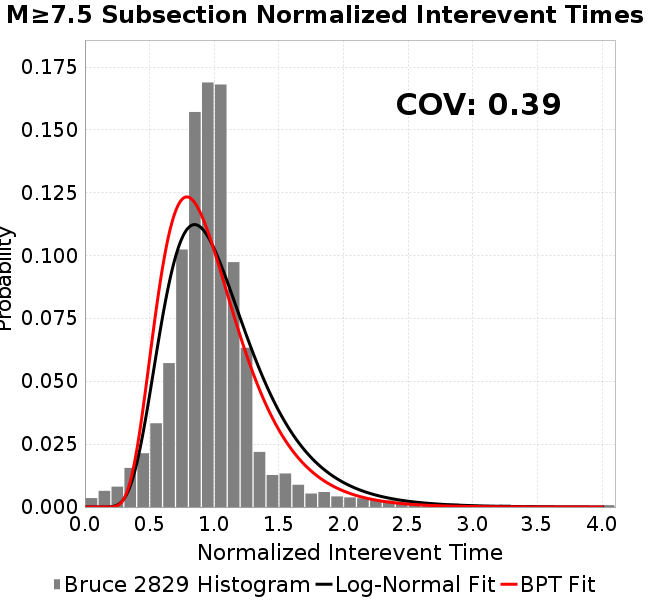 M≥7.5 Subsection Normalized Interevent Times
COV: 0.39
Probability
0.175
0.150
0.125
0.100
0.075
0.050
0.025
0.000
0.0 0.5 1.0 1.5 2.0 2.5 3.0 3.5 4.0
Normalized Interevent Time
Bruce 2829 Histogram Log-Normal Fit BPT Fit